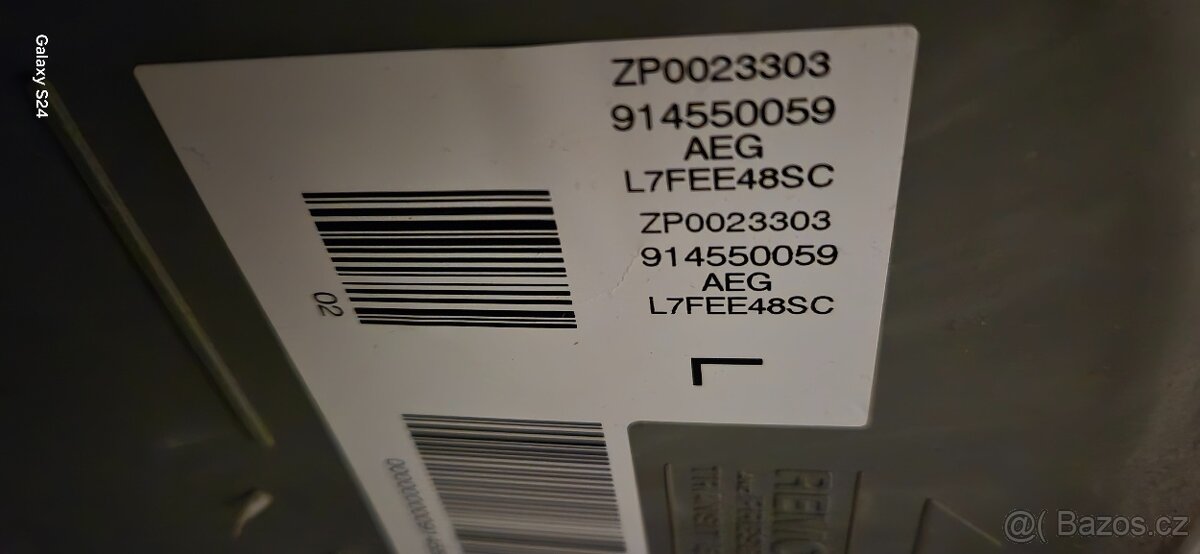 Galaxy S24
ZP0023303
914550059
AEG
L7FEE48SC
ZP0023303
914550059
AEG
L7FEE48SC
02
L
@( Bazos.cz